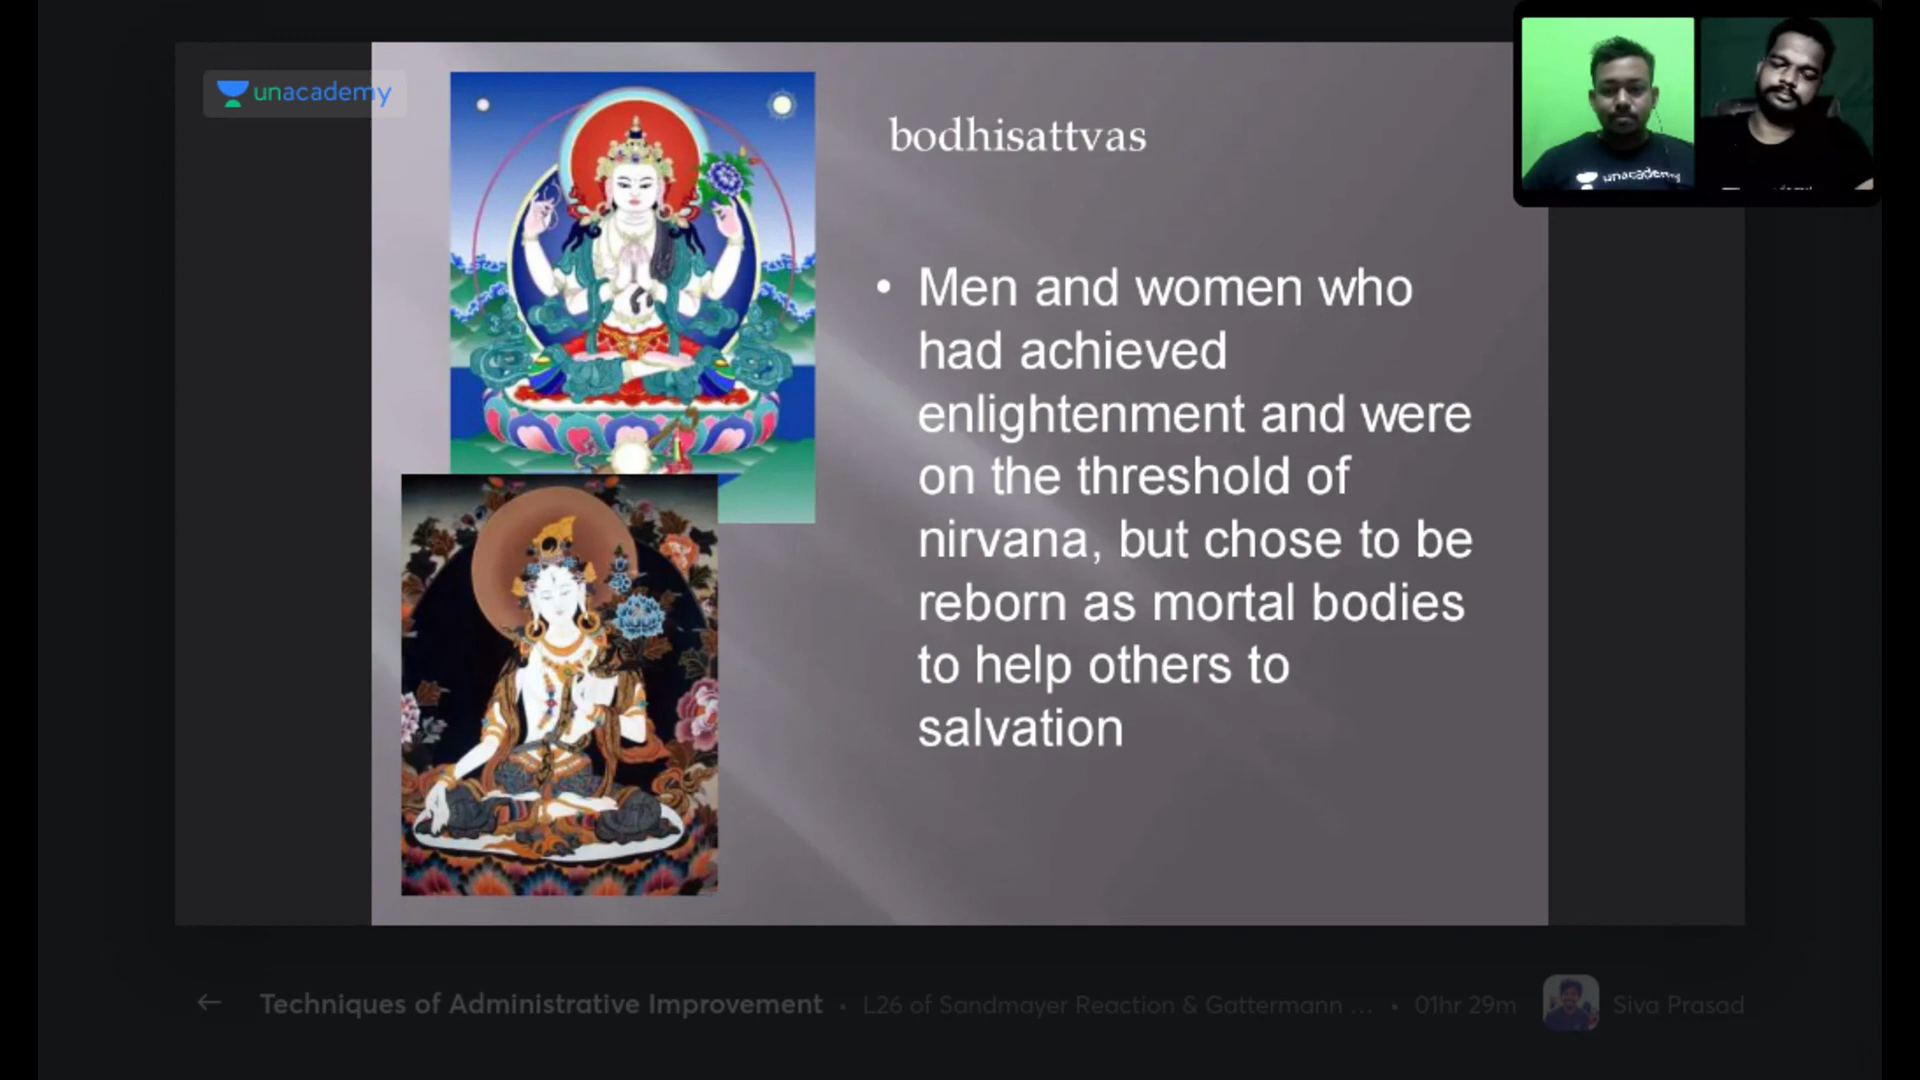 unacademy
bodhisattvas
unacademy
• Men and women who
had achieved
enlightenment and were
on the threshold of
nirvana, but chose to be
reborn as mortal bodies
to help others to
salvation
Techniques of Administrative Improvement • L26 of Sandmayer Reaction & Gattermann ... • 01hr 29m Siva Prasad